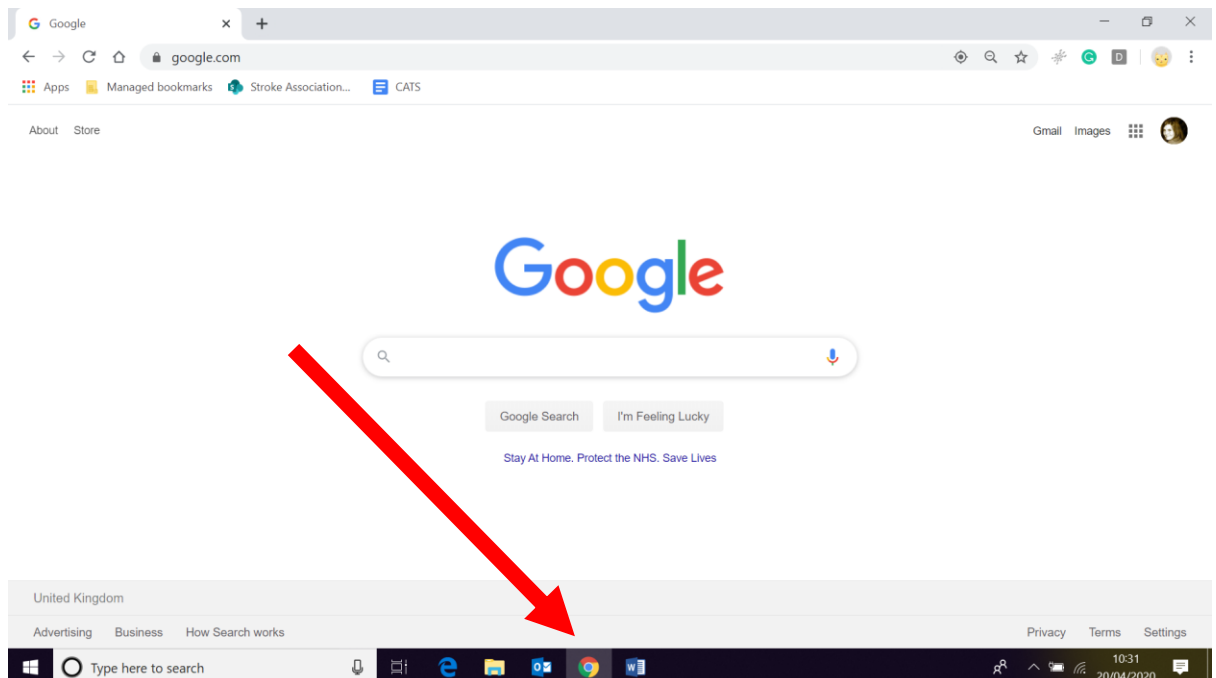 Google
google.com
Apps Managed bookmarks Stroke Association... CATS
About Store Gmail Images
Google
Google Search I'm Feeling Lucky
Stay At Home. Protect the NHS. Save Lives
United Kingdom
Advertising Business How Search works Privacy Terms Settings
Type here to search
10:31
20/04/2020